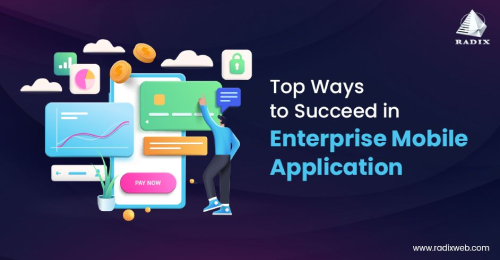 RADIX
Top Ways
to Succeed in
Enterprise Mobile
Application
PAY NOW
www.radixweb.com